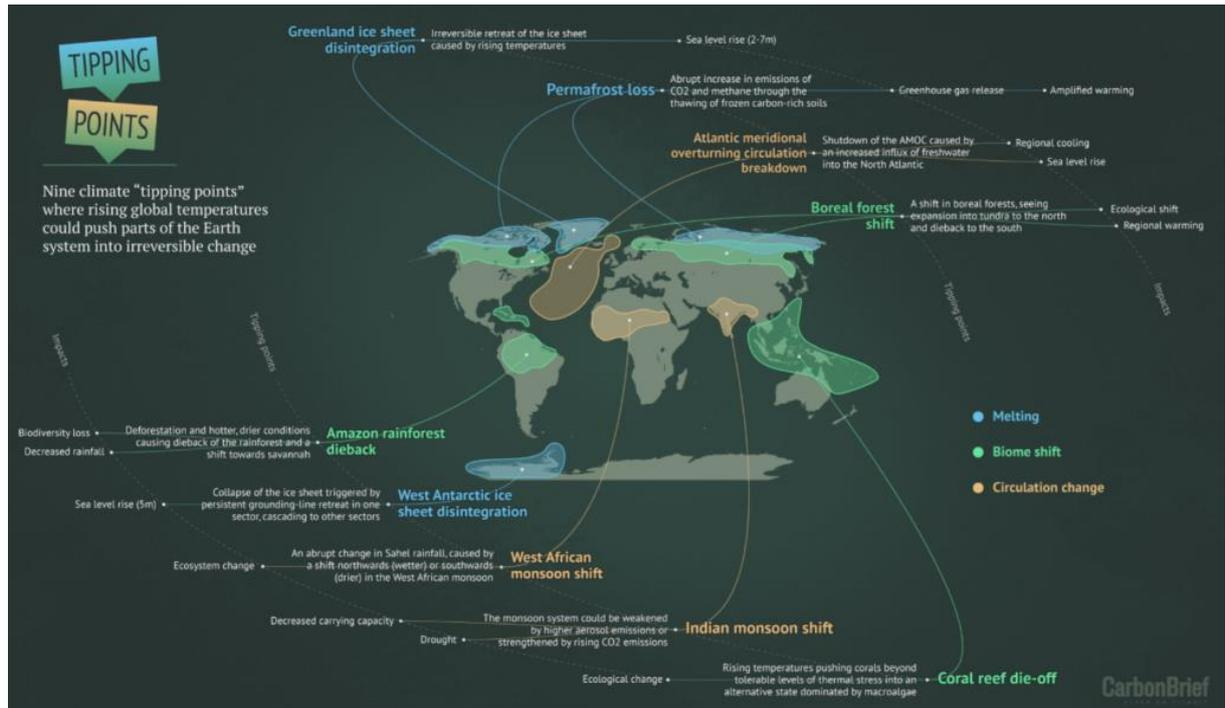 TIPPING
POINTS
Nine climate “tipping points”
where rising global temperatures
could push parts of the Earth
system into irreversible change
Greenland ice sheet
disintegration
Irreversible retreat of the ice sheet
caused by rising temperatures
Sea level rise (2-7m)
Permafrost loss
Abrupt increase in emissions of
CO2 and methane through the
thawing of frozen carbon-rich soils
Greenhouse gas release
Amplified warming
Atlantic meridional
overturning circulation
breakdown
Shutdown of the AMOC caused by
an increased influx of freshwater
into the North Atlantic
Regional cooling
Sea level rise
Boreal forest
shift
A shift in boreal forests, seeing
expansion into tundra to the north
and dieback to the south
Ecological shift
Regional warming
Tipping points
Impacts
Impacts
Tipping points
Melting
Biome shift
Circulation change
Biodiversity loss
Decreased rainfall
Deforestation and hotter, drier conditions
causing dieback of the rainforest and a
shift towards savannah
Amazon rainforest
dieback
Sea level rise (5m)
Collapse of the ice sheet triggered by
persistent grounding-line retreat in one
sector, cascading to other sectors
West Antarctic ice
sheet disintegration
Ecosystem change
An abrupt change in Sahel rainfall, caused by
a shift northwards (wetter) or southwards
(drier) in the West African monsoon
West African
monsoon shift
Decreased carrying capacity
Drought
The monsoon system could be weakened
by higher aerosol emissions or
strengthened by rising CO2 emissions
Indian monsoon shift
Ecological change
Rising temperatures pushing corals beyond
tolerable levels of thermal stress into an
alternative state dominated by macroalgae
Coral reef die-off
CarbonBrief